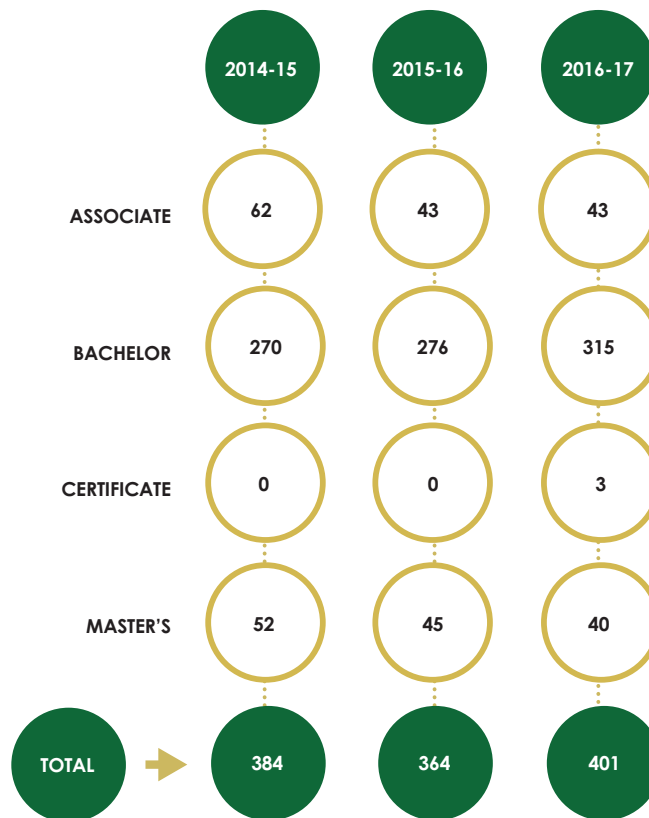 2014-15 2015-16 2016-17
ASSOCIATE 62 43 43
BACHELOR 270 276 315
CERTIFICATE 0 0 3
MASTER'S 52 45 40
TOTAL 384 364 401